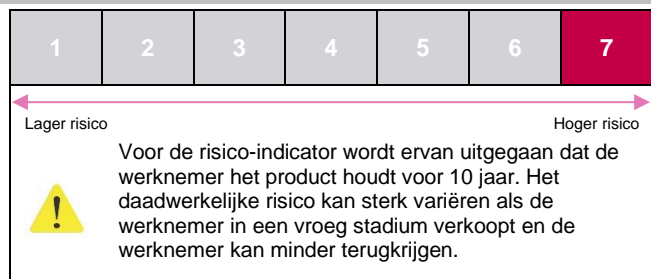 1 2 3 4 5 6 7
Lager risico Hoger risico
Voor de risico-indicator wordt ervan uitgegaan dat de
werknemer het product houdt voor 10 jaar. Het
daadwerkelijke risico kan sterk variëren als de
werknemer in een vroeg stadium verkoopt en de
werknemer kan minder terugkrijgen.